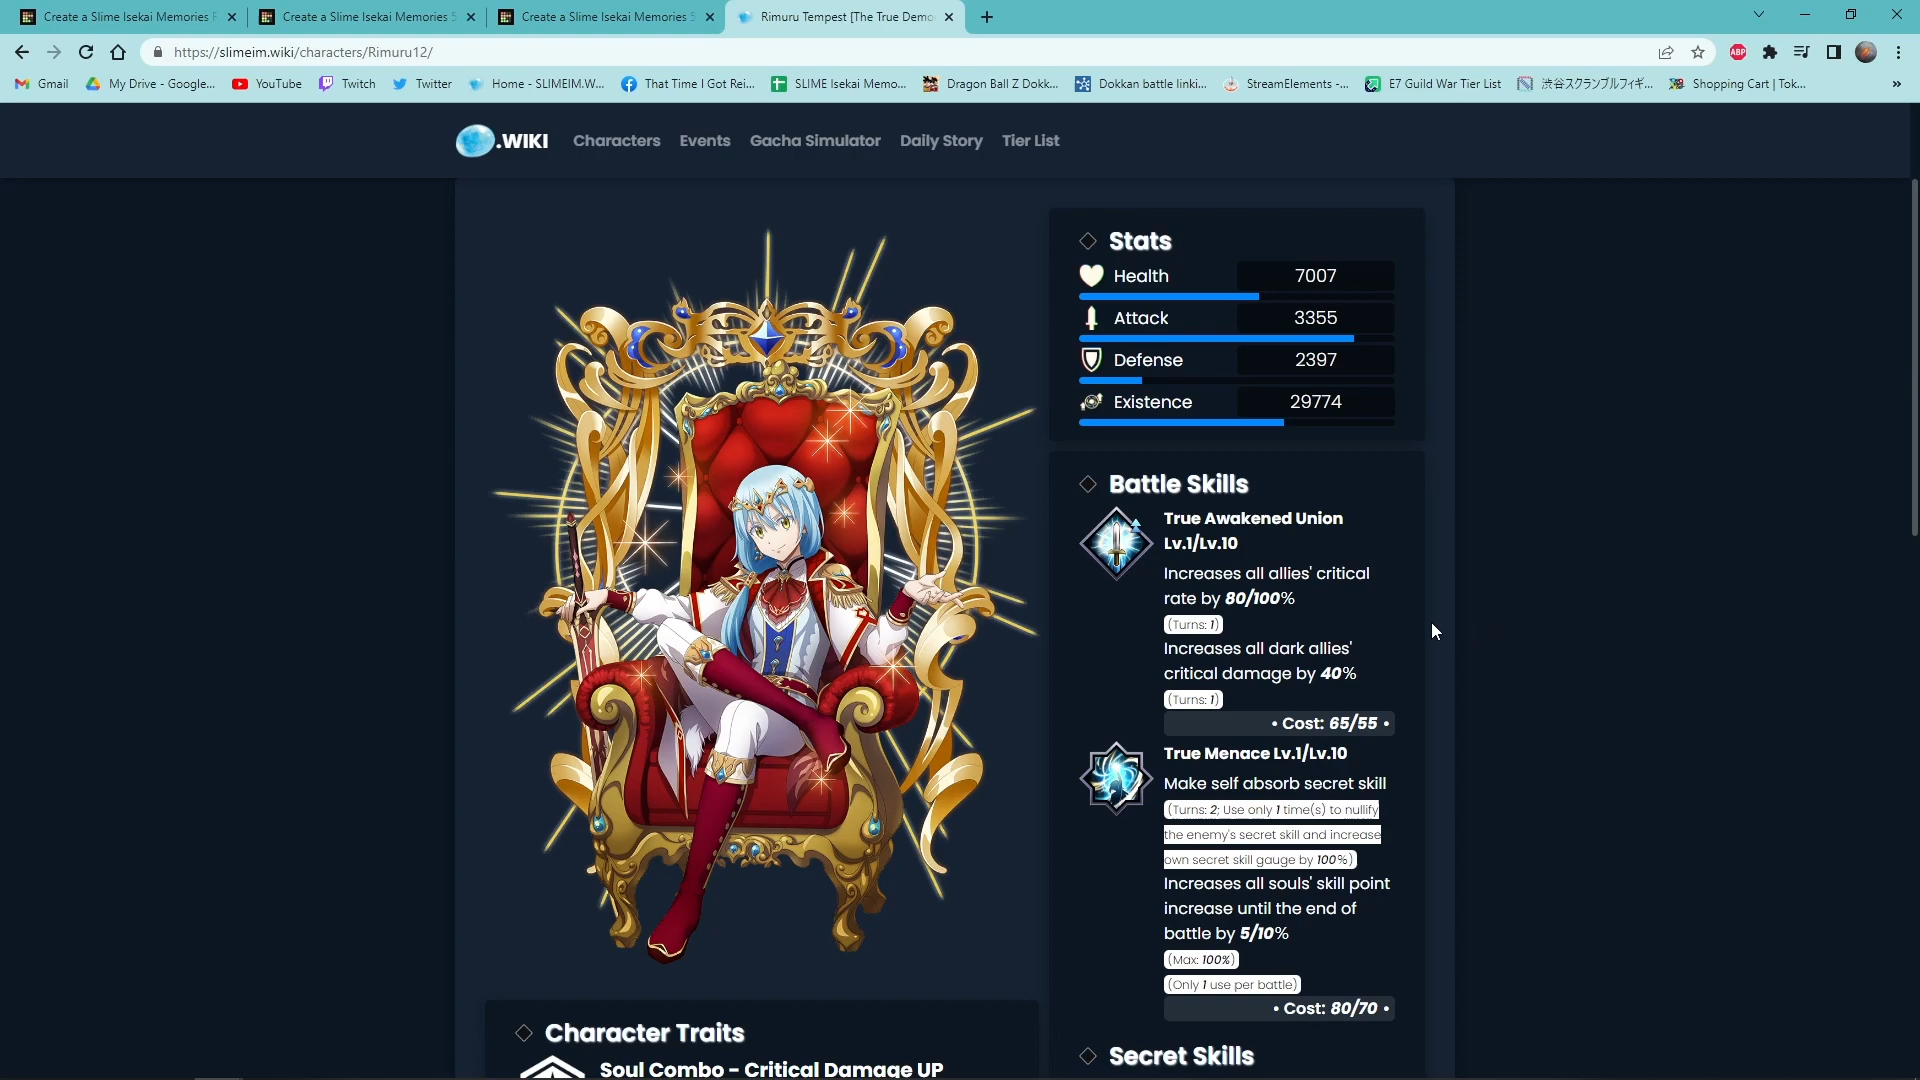 Create a Slime Isekai Memories F
Create a Slime Isekai Memories 5
Create a Slime Isekai Memories 5
Rimuru Tempest [The True Demo
https://slimeim.wiki/characters/Rimuru12/
ABP
Gmail
My Drive - Google...
YouTube
Twitch
Twitter
Home - SLIMEIM.W...
That Time I Got Rei...
SLIME Isekai Memo...
Dragon Ball Z Dokk...
Dokkan battle linki...
StreamElements -...
E7 Guild War Tier List
渋谷スクランブルフィギ...
Shopping Cart | Tok...
»
.WIKI
Characters
Events
Gacha Simulator
Daily Story
Tier List
Stats
Health 7007
Attack 3355
Defense 2397
Existence 29774
Battle Skills
True Awakened Union
Lv.1/Lv.10
Increases all allies' critical
rate by 80/100%
(Turns: 1)
Increases all dark allies'
critical damage by 40%
(Turns: 1)
• Cost: 65/55 •
True Menace Lv.1/Lv.10
Make self absorb secret skill
(Turns: 2; Use only 1 time(s) to nullify
the enemy's secret skill and increase
own secret skill gauge by 100%)
Increases all souls' skill point
increase until the end of
battle by 5/10%
(Max: 100%)
(Only 1 use per battle)
• Cost: 80/70 •
Secret Skills
Character Traits
Soul Combo - Critical Damage UP